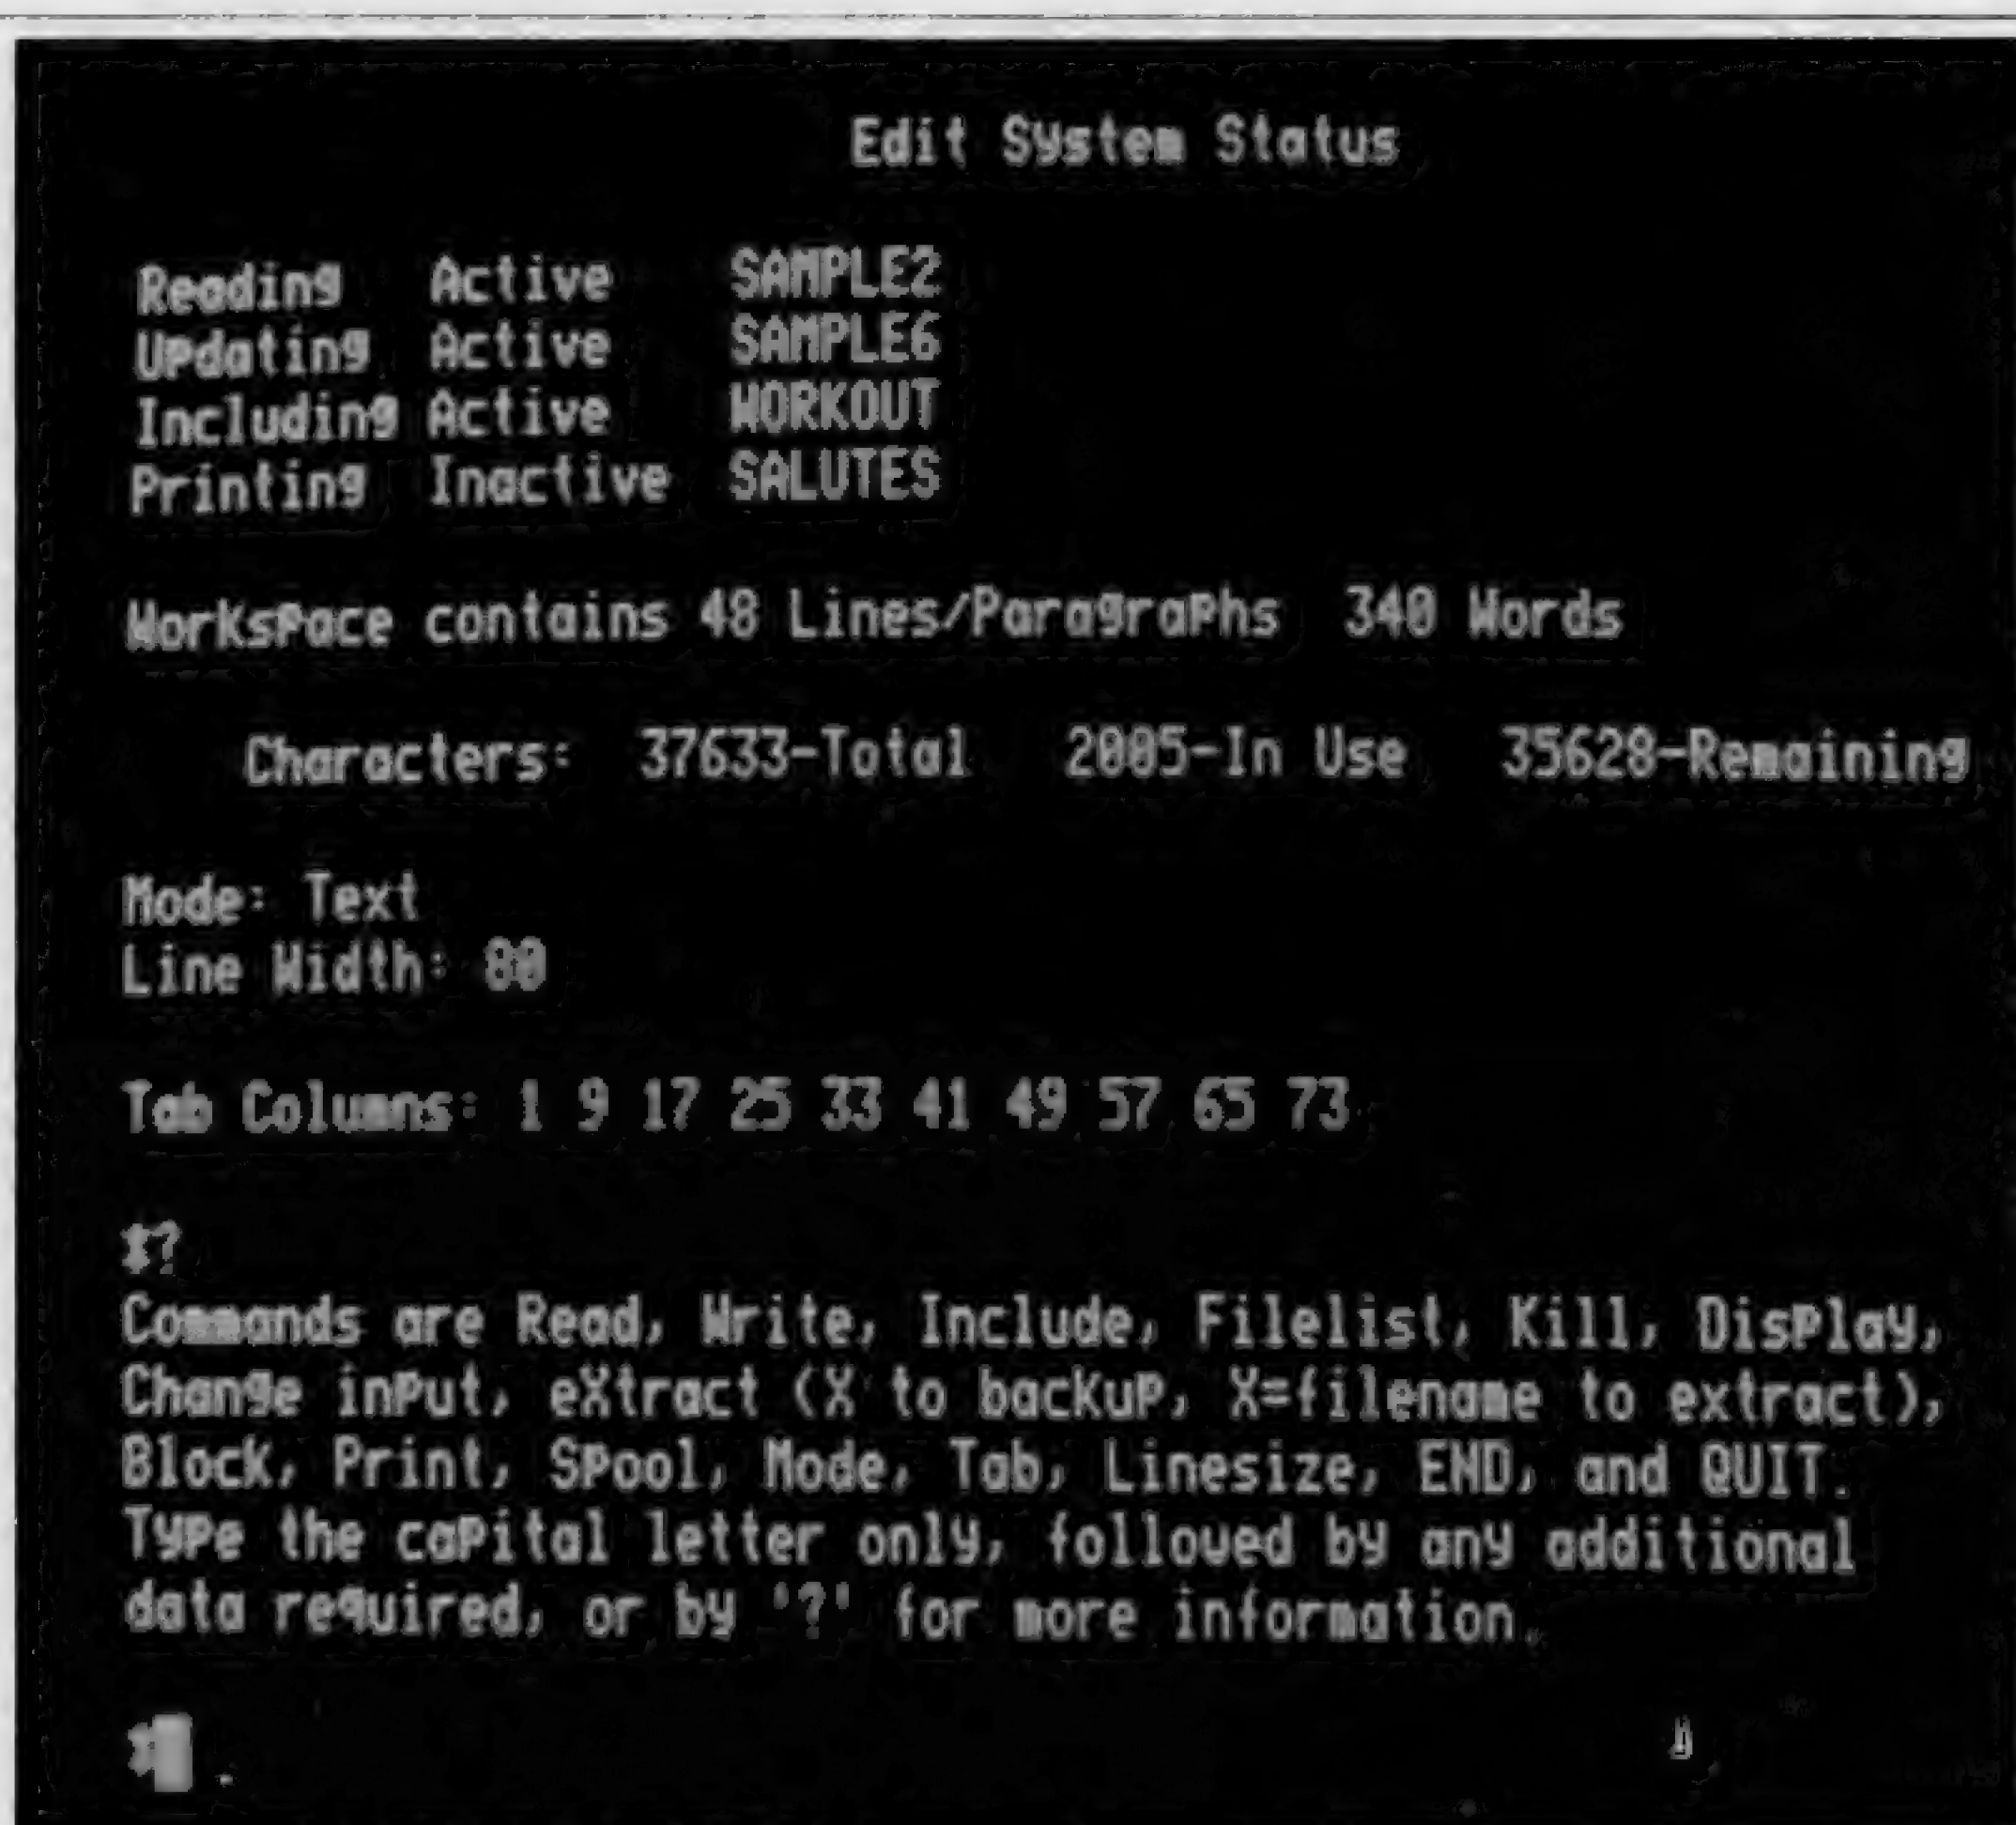 Edit System Status
Reading Active SAMPLE2
Updating Active SAMPLE6
Including Active WORKOUT
Printing Inactive SALUTES
Workspace contains 48 Lines/Paragraphs 340 Words
Characters: 37633-Total 2005-In Use 35628-Remaining
Mode: Text
Line Width: 80
Tab Columns: 1 9 17 25 33 41 49 57 65 73
*?
Commands are Read, Write, Include, Filelist, Kill, Display,
Change input, eXtract (X to backup, X=filename to extract),
Block, Print, Spool, Mode, Tab, Linesize, END, and QUIT.
Type the capital letter only, followed by any additional
data required, or by '?' for more information.
*